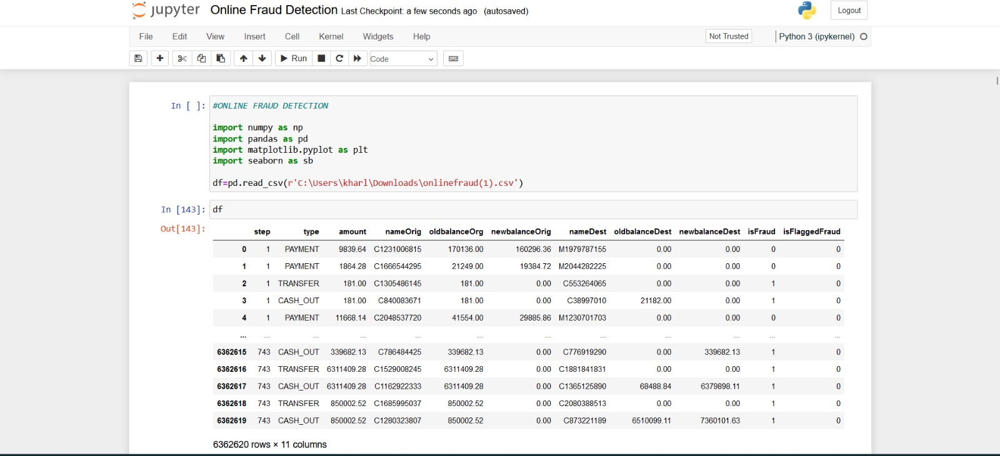 jupyter Online Fraud Detection Last Checkpoint: a few seconds ago (autosaved) Logout
File Edit View Insert Cell Kernel Widgets Help Not Trusted Python 3 (ipykernel)
Run Code
In [ ]: #ONLINE FRAUD DETECTION
import numpy as np
import pandas as pd
import matplotlib.pyplot as plt
import seaborn as sb
df=pd.read_csv(r'C:\Users\kharl\Downloads\onlinefraud(1).csv')
In [143]: df
Out[143]:
step type amount nameOrig oldbalanceOrg newbalanceOrig nameDest oldbalanceDest newbalanceDest isFraud isFlaggedFraud
0 1 PAYMENT 9839.64 C1231006815 170136.00 160296.36 M1979787155 0.00 0.00 0 0
1 1 PAYMENT 1864.28 C1666544295 21249.00 19384.72 M2044282225 0.00 0.00 0 0
2 1 TRANSFER 181.00 C1305486145 181.00 0.00 C553264065 0.00 0.00 1 0
3 1 CASH_OUT 181.00 C840083671 181.00 0.00 C38997010 21182.00 0.00 1 0
4 1 PAYMENT 11668.14 C2048537720 41554.00 29885.86 M1230701703 0.00 0.00 0 0
... ... ... ... ... ... ... ... ... ... ... ...
6362615 743 CASH_OUT 339682.13 C786484425 339682.13 0.00 C776919290 0.00 339682.13 1 0
6362616 743 TRANSFER 6311409.28 C1529008245 6311409.28 0.00 C1881841831 0.00 0.00 1 0
6362617 743 CASH_OUT 6311409.28 C1162922333 6311409.28 0.00 C1365125890 68488.84 6379898.11 1 0
6362618 743 TRANSFER 850002.52 C1685995037 850002.52 0.00 C2080388513 0.00 0.00 1 0
6362619 743 CASH_OUT 850002.52 C1280323807 850002.52 0.00 C873221189 6510099.11 7360101.63 1 0
6362620 rows × 11 columns